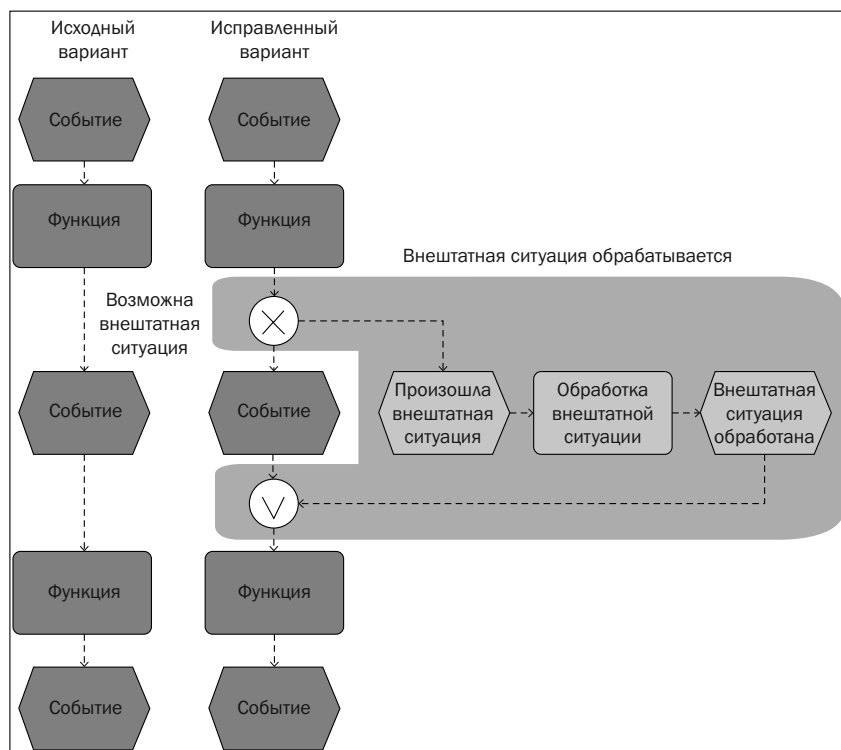 Исходный
вариант
Исправленный
вариант
Событие
Событие
Функция
Функция
Внештатная ситуация обрабатывается
Возможна
внештатная
ситуация
Событие
Событие
Произошла
внештатная
ситуация
Обработка
внештатной
ситуации
Внештатная
ситуация
обработана
Функция
Функция
Событие
Событие